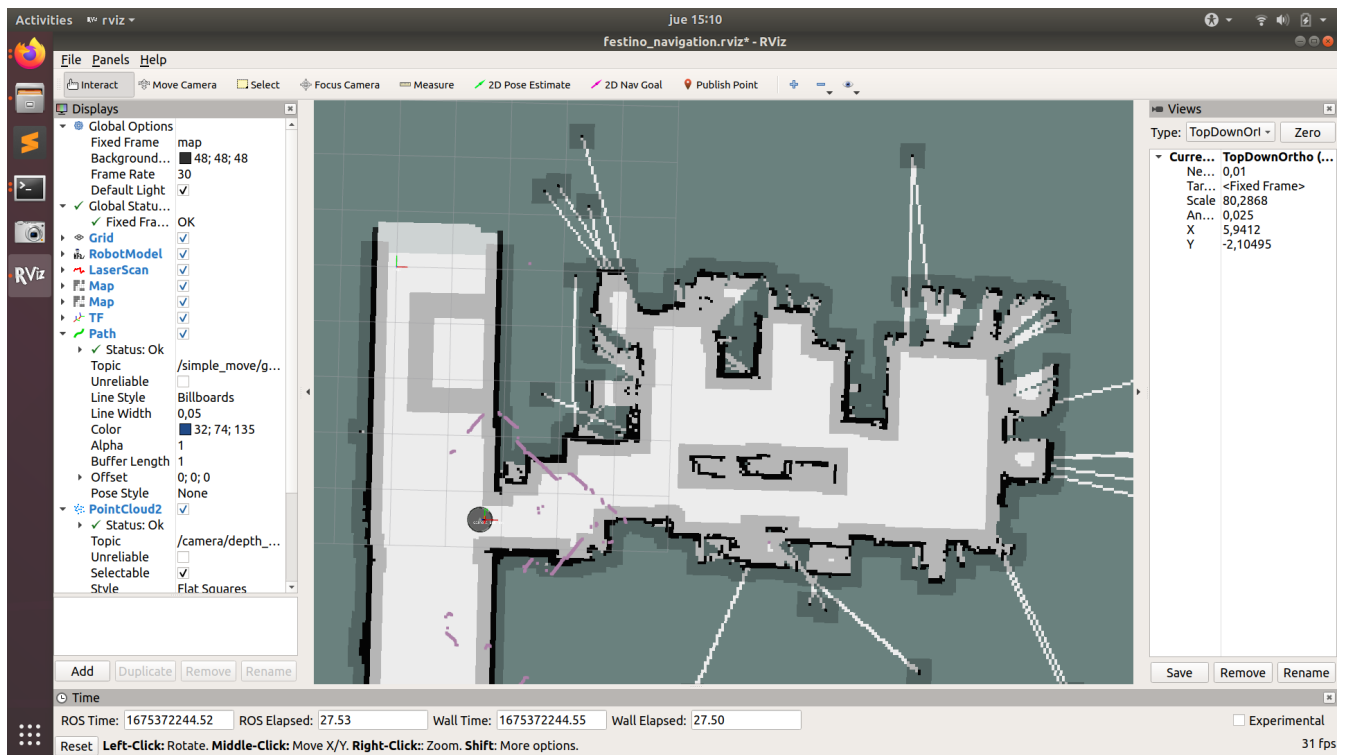 Activities RViz rviz jue 15:10
festino_navigation.rviz* - RViz
File Panels Help
Interact Move Camera Select Focus Camera Measure 2D Pose Estimate 2D Nav Goal Publish Point
Displays
Global Options
Fixed Frame map
Background... 48; 48; 48
Frame Rate 30
Default Light
Global Statu...
Fixed Fra... OK
Grid
RobotModel
LaserScan
Map
Map
TF
Path
Status: Ok
Topic /simple_move/g...
Unreliable
Line Style Billboards
Line Width 0,05
Color 32; 74; 135
Alpha 1
Buffer Length 1
Offset 0; 0; 0
Pose Style None
PointCloud2
Status: Ok
Topic /camera/depth_...
Unreliable
Selectable
Style Flat Squares
Add Duplicate Remove Rename
RViz
Views
Type: TopDownOrt Zero
Curre... TopDownOrtho (...
Ne... 0,01
Tar... <Fixed Frame>
Scale 80,2868
An... 0,025
X 5,9412
Y -2,10495
Save Remove Rename
Time
ROS Time: 1675372244.52 ROS Elapsed: 27.53 Wall Time: 1675372244.55 Wall Elapsed: 27.50 Experimental
Reset Left-Click: Rotate. Middle-Click: Move X/Y. Right-Click:: Zoom. Shift: More options. 31 fps